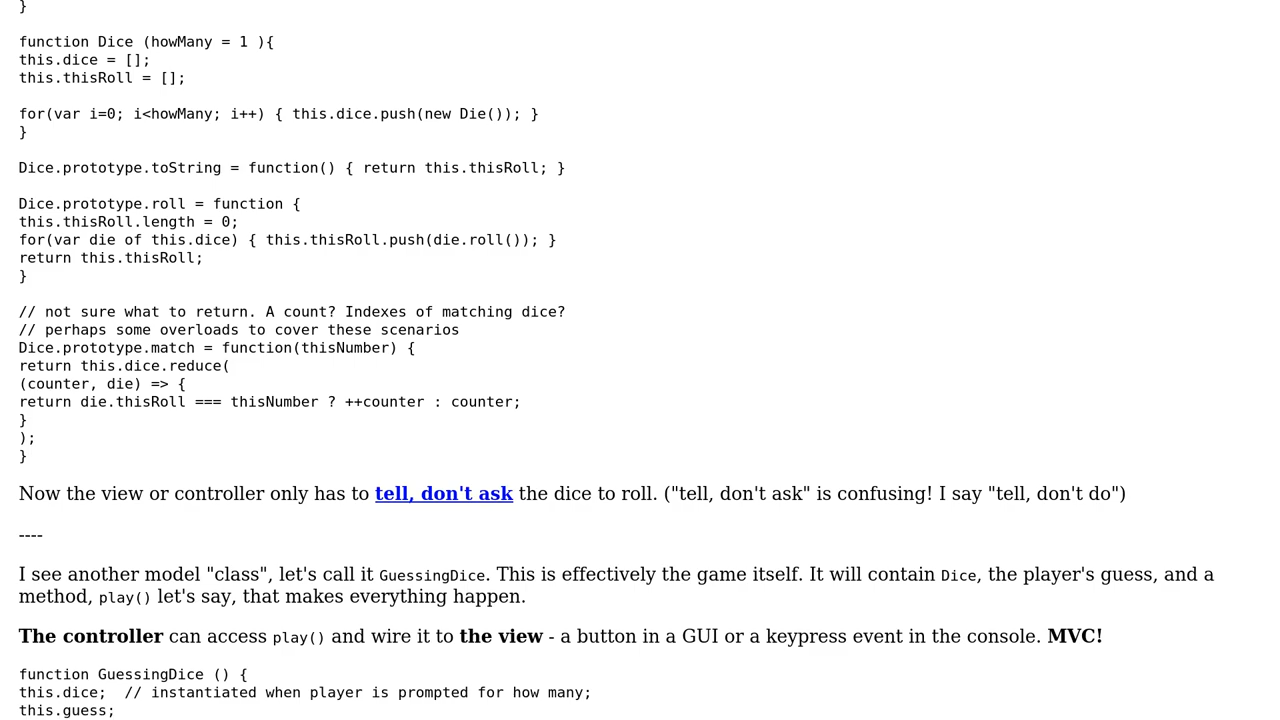 }
function Dice (howMany = 1 ){
this.dice = [];
this.thisRoll = [];
for(var i=0; i<howMany; i++) { this.dice.push(new Die()); }
}
Dice.prototype.toString = function() { return this.thisRoll; }
Dice.prototype.roll = function {
this.thisRoll.length = 0;
for(var die of this.dice) { this.thisRoll.push(die.roll()); }
return this.thisRoll;
}
// not sure what to return. A count? Indexes of matching dice?
// perhaps some overloads to cover these scenarios
Dice.prototype.match = function(thisNumber) {
return this.dice.reduce(
(counter, die) => {
return die.thisRoll === thisNumber ? ++counter : counter;
}
);
}
Now the view or controller only has to tell, don't ask the dice to roll. ("tell, don't ask" is confusing! I say "tell, don't do")
----
I see another model "class", let's call it GuessingDice. This is effectively the game itself. It will contain Dice, the player's guess, and a
method, play() let's say, that makes everything happen.
The controller can access play() and wire it to the view - a button in a GUI or a keypress event in the console. MVC!
function GuessingDice () {
this.dice;  // instantiated when player is prompted for how many;
this.guess;